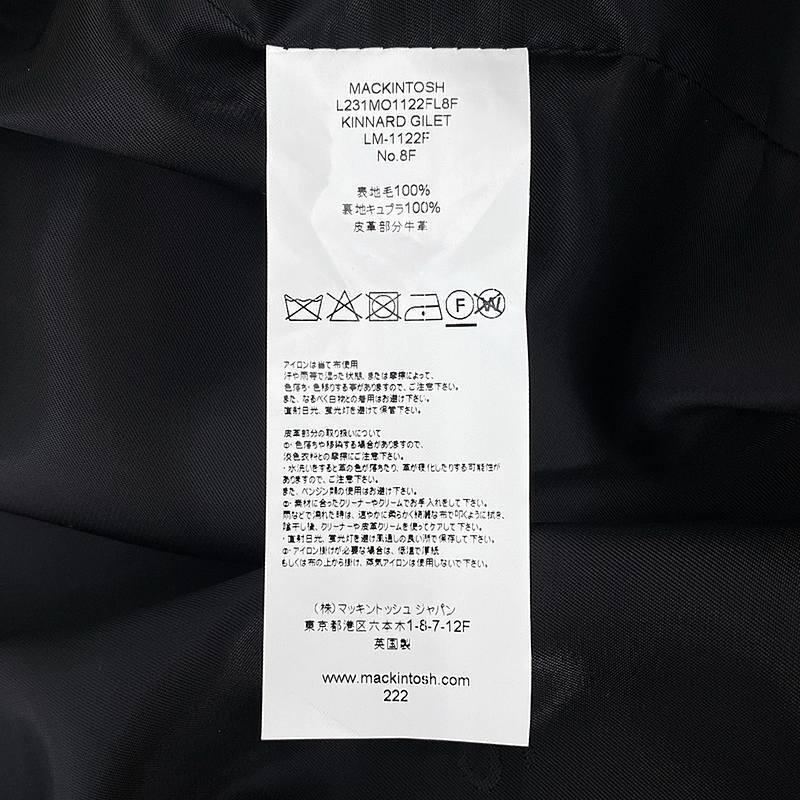 MACKINTOSH
L231MO1122FL8F
KINNARD GILET
LM-1122F
No.8F
表地毛100%
裏地キュプラ100%
皮革部分牛革
F
W
アイロンは当て布使用
汗や雨等で湿った状態、または摩擦によって、
色落ち・色移りする事がありますので、ご注意下さい。
また、なるべく白物との着用はお避け下さい。
直射日光、蛍光灯を避けて保管下さい。
皮革部分の取り扱いについて
①・色落ちや移染する場合がありますので、
淡色衣料との摩擦にご注意下さい。
・水洗いをすると革の色が落ちたり、革が硬化したりする可能性が
ありますので、ご注意下さい。
また、ベンジン類の使用はお避け下さい。
②・素材に合ったクリーナーやクリームでお手入れをして下さい。
雨などで濡れた時は、速やかに柔らかく綺麗な布で叩くように拭き、
陰干し後、クリーナーや皮革クリームを使ってケアして下さい。
・直射日光、蛍光灯を避け風通しの良い所で保存して下さい。
③・アイロン掛けが必要な場合は、低温で厚紙
もしくは布の上から掛け、蒸気アイロンは使用しないで下さい。
(株)マッキントッシュ ジャパン
東京都港区六本木1-8-7-12F
英国製
www.mackintosh.com
222